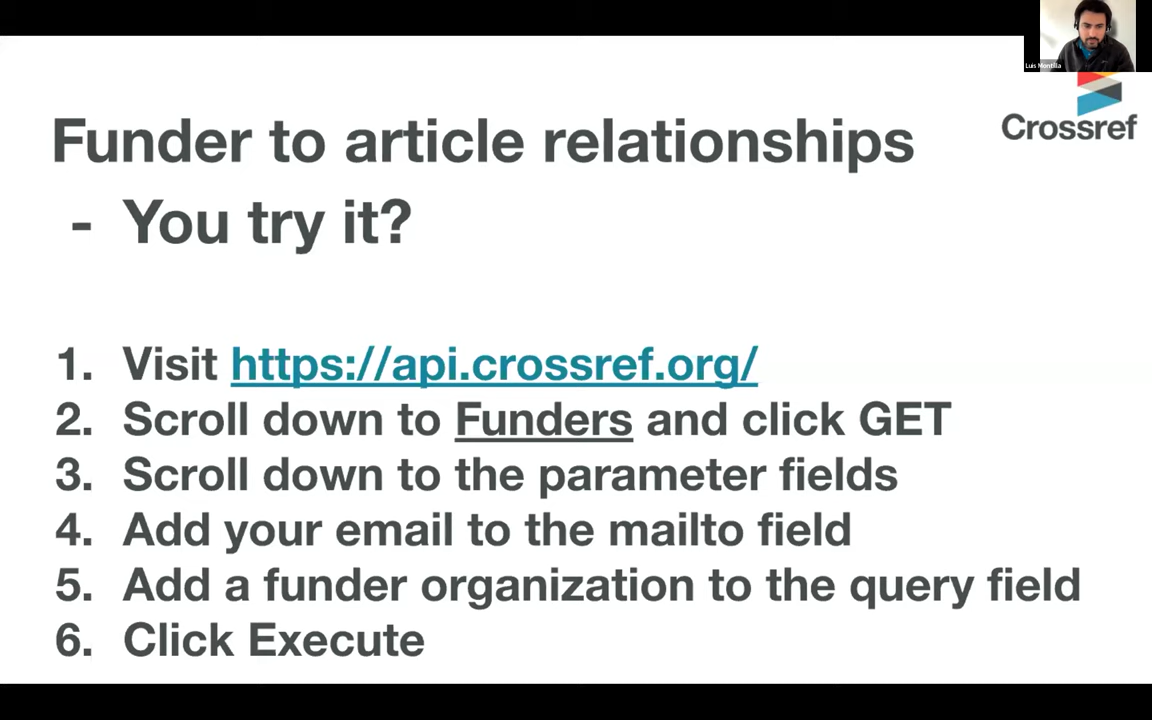 Luis Montilla
Crossref
Funder to article relationships
- You try it?
1. Visit https://api.crossref.org/
2. Scroll down to Funders and click GET
3. Scroll down to the parameter fields
4. Add your email to the mailto field
5. Add a funder organization to the query field
6. Click Execute